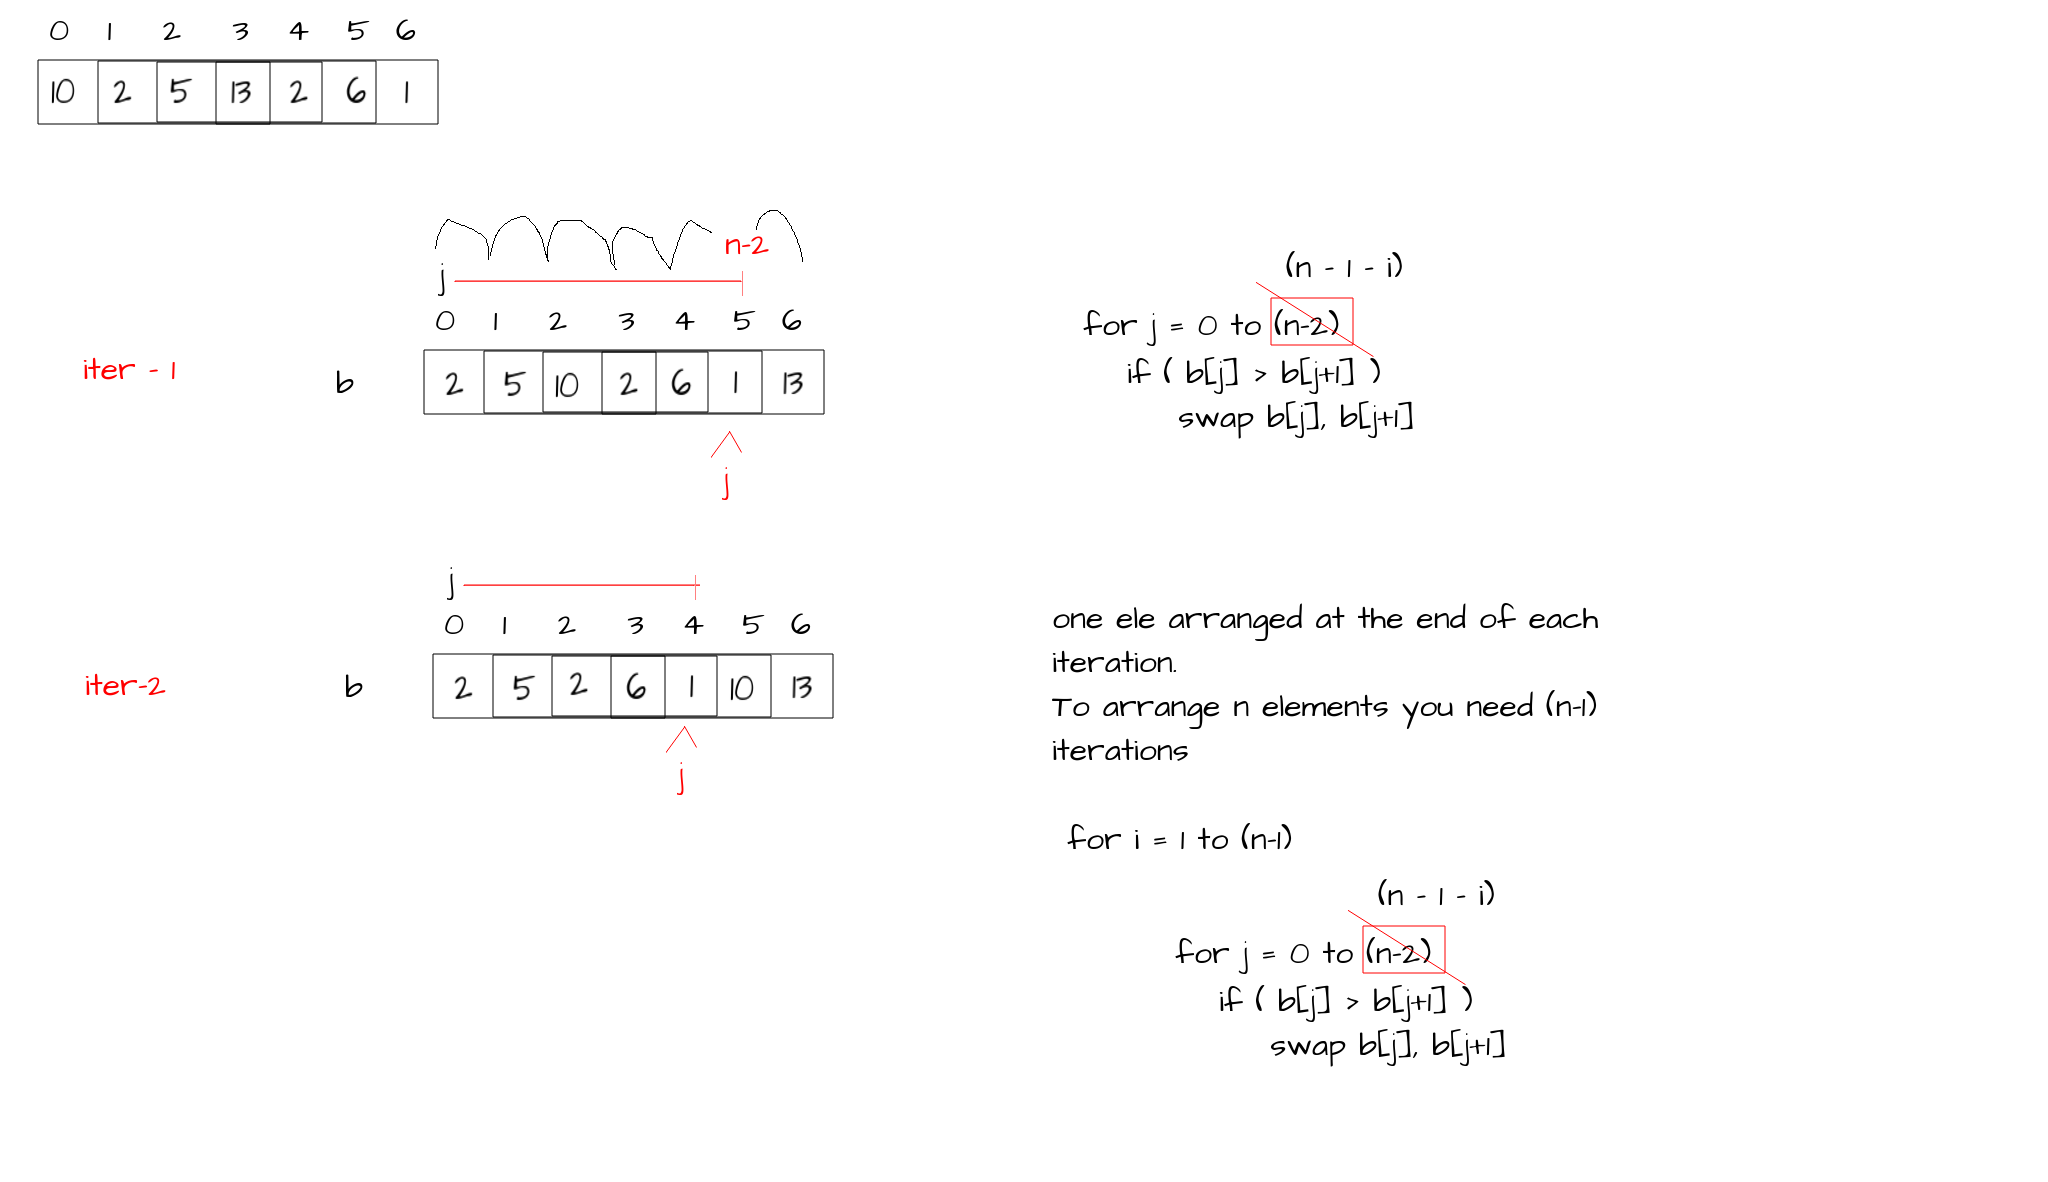 0 1 2 3 4 5 6
10 2 5 13 2 6 1
n-2
j
0 1 2 3 4 5 6
iter - 1 b 2 5 10 2 6 1 13
j
(n - 1 - i)
for j = 0 to (n-2)
if ( b[j] > b[j+1] )
swap b[j], b[j+1]
j
0 1 2 3 4 5 6
iter-2 b 2 5 2 6 1 10 13
j
one ele arranged at the end of each
iteration.
To arrange n elements you need (n-1)
iterations
for i = 1 to (n-1)
(n - 1 - i)
for j = 0 to (n-2)
if ( b[j] > b[j+1] )
swap b[j], b[j+1]